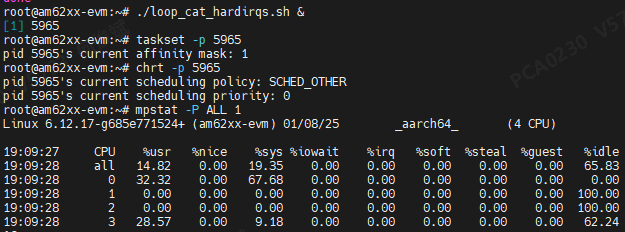 done
root@am62xx-evm:~# ./loop_cat_hardirqs.sh &
[1] 5965
root@am62xx-evm:~# taskset -p 5965
pid 5965's current affinity mask: 1
root@am62xx-evm:~# chrt -p 5965
pid 5965's current scheduling policy: SCHED_OTHER
pid 5965's current scheduling priority: 0
root@am62xx-evm:~# mpstat -P ALL 1
Linux 6.12.17-g685e771524+ (am62xx-evm) 01/08/25 _aarch64_ (4 CPU)
19:09:27 CPU %usr %nice %sys %iowait %irq %soft %steal %guest %idle
19:09:28 all 14.82 0.00 19.35 0.00 0.00 0.00 0.00 0.00 65.83
19:09:28 0 32.32 0.00 67.68 0.00 0.00 0.00 0.00 0.00 0.00
19:09:28 1 0.00 0.00 0.00 0.00 0.00 0.00 0.00 0.00 100.00
19:09:28 2 0.00 0.00 0.00 0.00 0.00 0.00 0.00 0.00 100.00
19:09:28 3 28.57 0.00 9.18 0.00 0.00 0.00 0.00 0.00 62.24